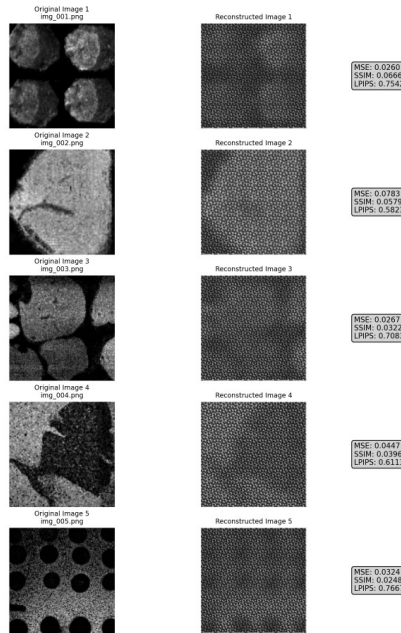 Original Image 1
img_001.png
Reconstructed Image 1
MSE: 0.0260
SSIM: 0.0666
LPIPS: 0.754
Original Image 2
img_002.png
Reconstructed Image 2
MSE: 0.0783
SSIM: 0.0579
LPIPS: 0.582
Original Image 3
img_003.png
Reconstructed Image 3
MSE: 0.0267
SSIM: 0.0322
LPIPS: 0.708
Original Image 4
img_004.png
Reconstructed Image 4
MSE: 0.0447
SSIM: 0.0396
LPIPS: 0.611
Original Image 5
img_005.png
Reconstructed Image 5
MSE: 0.0324
SSIM: 0.0248
LPIPS: 0.766